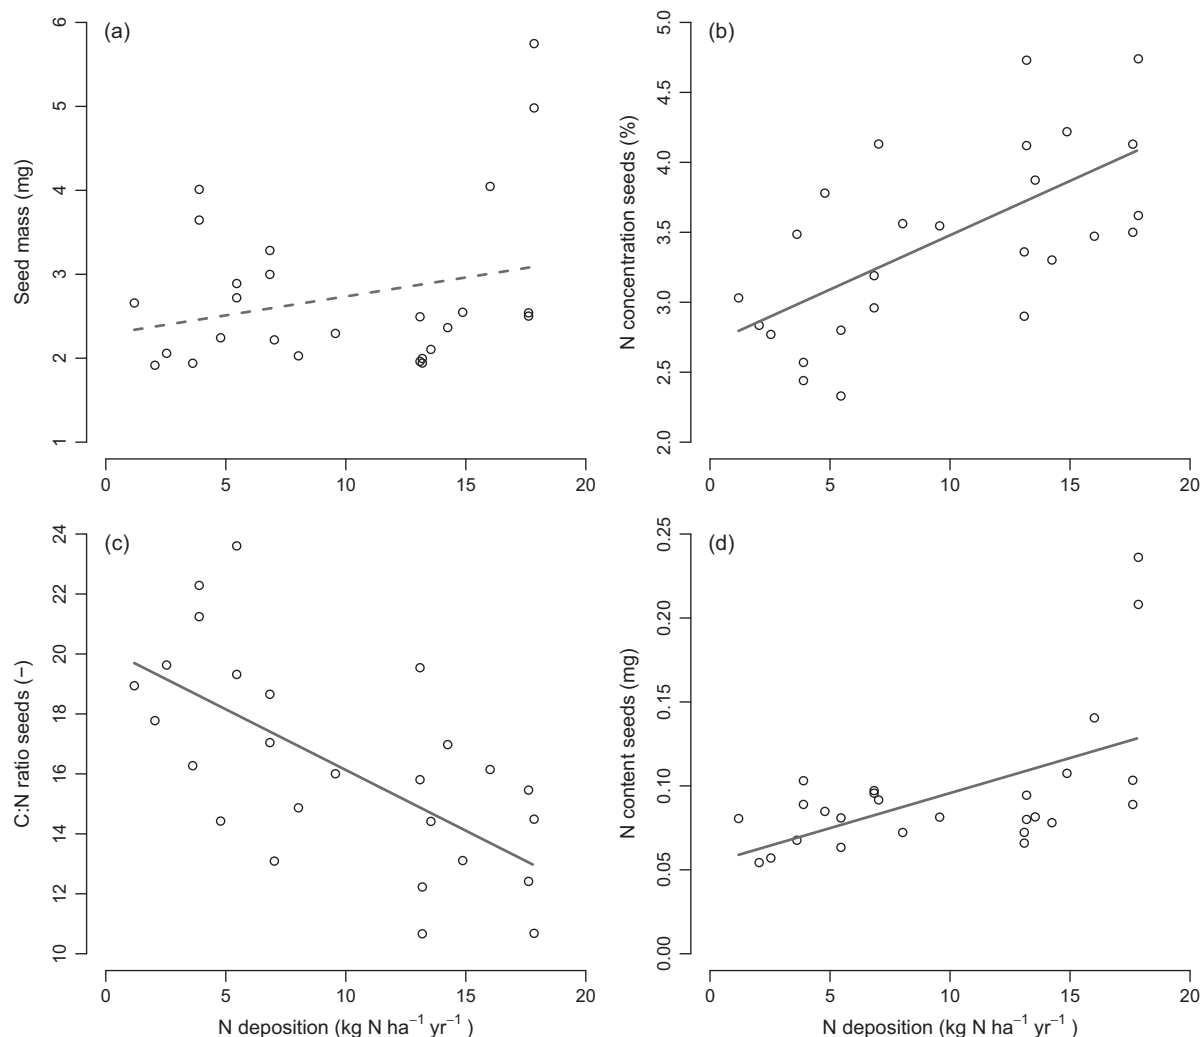 (a)
Seed mass (mg)
6
5
4
3
2
1
0 5 10 15 20
(b)
N concentration seeds (%)
5.0
4.5
4.0
3.5
3.0
2.5
2.0
0 5 10 15 20
(c)
C:N ratio seeds (−)
24
22
20
18
16
14
12
10
0 5 10 15 20
N deposition (kg N ha⁻¹ yr⁻¹ )
(d)
N content seeds (mg)
0.25
0.20
0.15
0.10
0.05
0.00
0 5 10 15 20
N deposition (kg N ha⁻¹ yr⁻¹ )